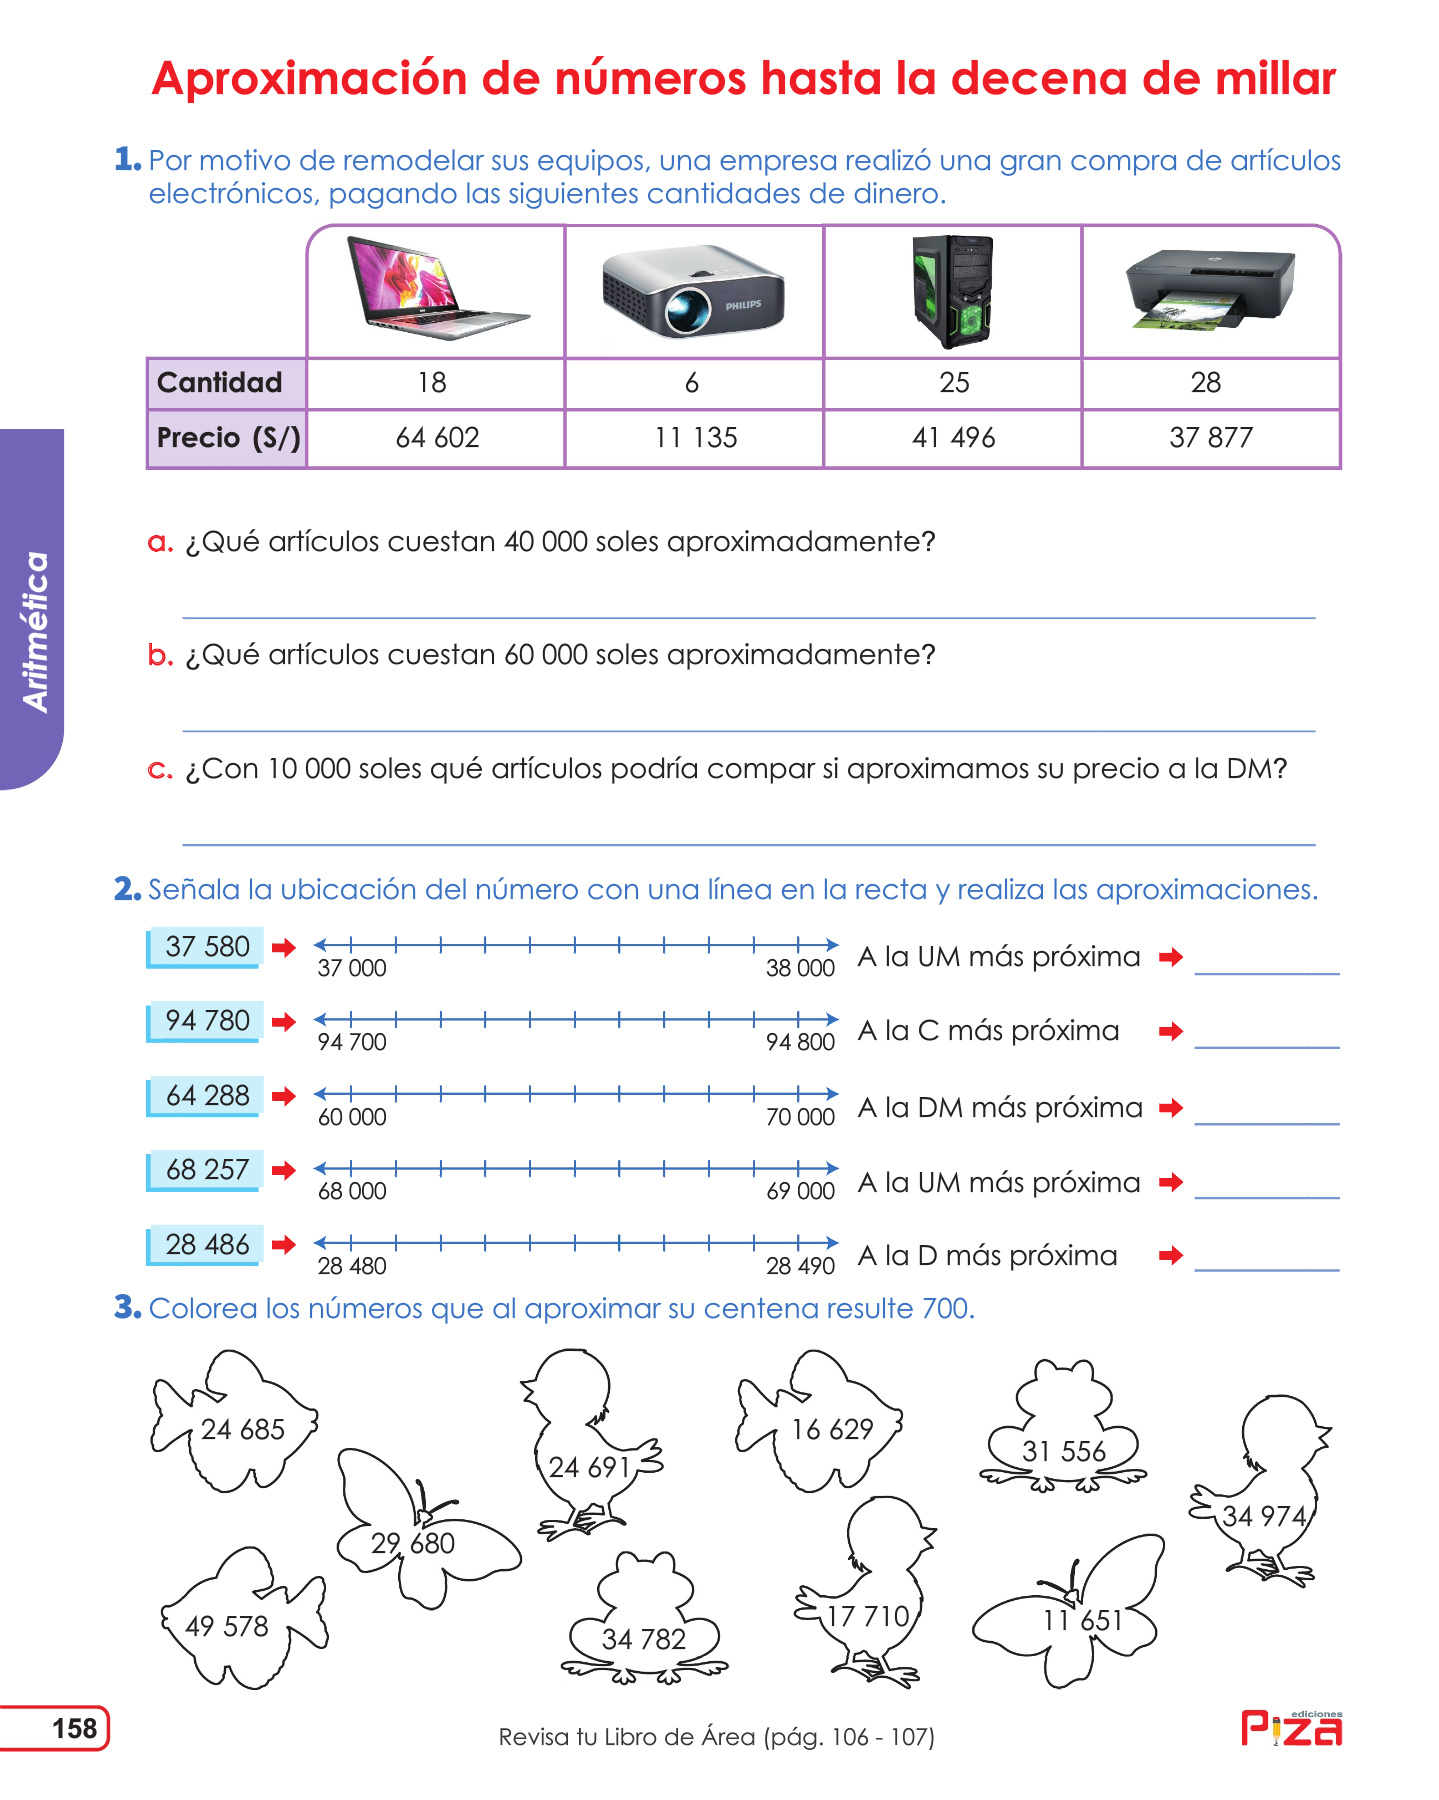 Aproximación de números hasta la decena de millar
1. Por motivo de remodelar sus equipos, una empresa realizó una gran compra de artículos
electrónicos, pagando las siguientes cantidades de dinero.
PHILIPS
Cantidad 18 6 25 28
Precio (S/) 64 602 11 135 41 496 37 877
a. ¿Qué artículos cuestan 40 000 soles aproximadamente?
b. ¿Qué artículos cuestan 60 000 soles aproximadamente?
c. ¿Con 10 000 soles qué artículos podría compar si aproximamos su precio a la DM?
Aritmética
2. Señala la ubicación del número con una línea en la recta y realiza las aproximaciones.
37 580 37 000 38 000 A la UM más próxima
94 780 94 700 94 800 A la C más próxima
64 288 60 000 70 000 A la DM más próxima
68 257 68 000 69 000 A la UM más próxima
28 486 28 480 28 490 A la D más próxima
3. Colorea los números que al aproximar su centena resulte 700.
24 685
24 691
16 629
31 556
34 974
29 680
49 578
34 782
17 710
11 651
158
Revisa tu Libro de Área (pág. 106 - 107)
ediciones
Piza